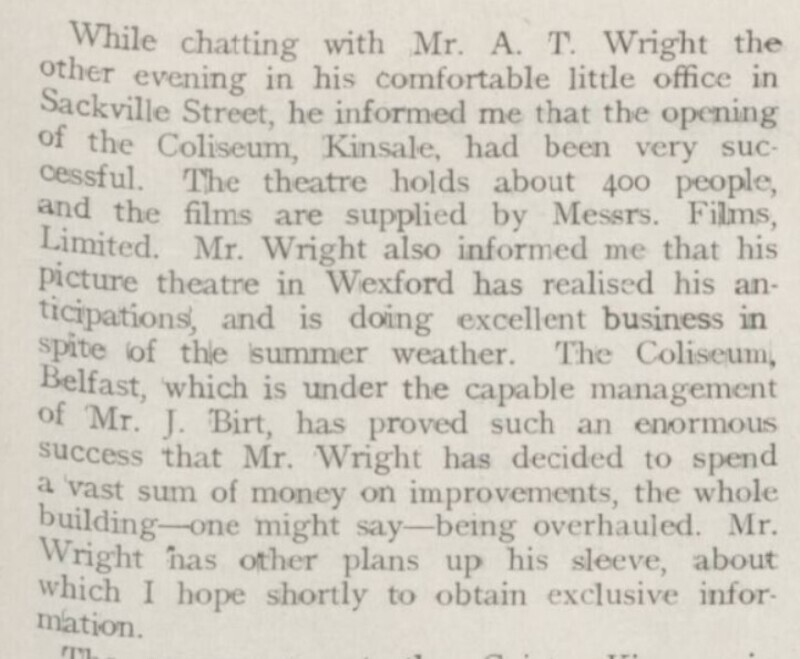 While chatting with Mr. A. T. Wright the
other evening in his comfortable little office in
Sackville Street, he informed me that the opening
of the Coliseum, Kinsale, had been very suc-
cessful. The theatre holds about 400 people,
and the films are supplied by Messrs. Films,
Limited. Mr. Wright also informed me that his
picture theatre in Wexford has realised his an-
ticipations, and is doing excellent business in
spite of the summer weather. The Coliseum,
Belfast, which is under the capable management
of Mr. J. Birt, has proved such an enormous
success that Mr. Wright has decided to spend
a vast sum of money on improvements, the whole
building—one might say—being overhauled. Mr.
Wright has other plans up his sleeve, about
which I hope shortly to obtain exclusive infor-
mation.